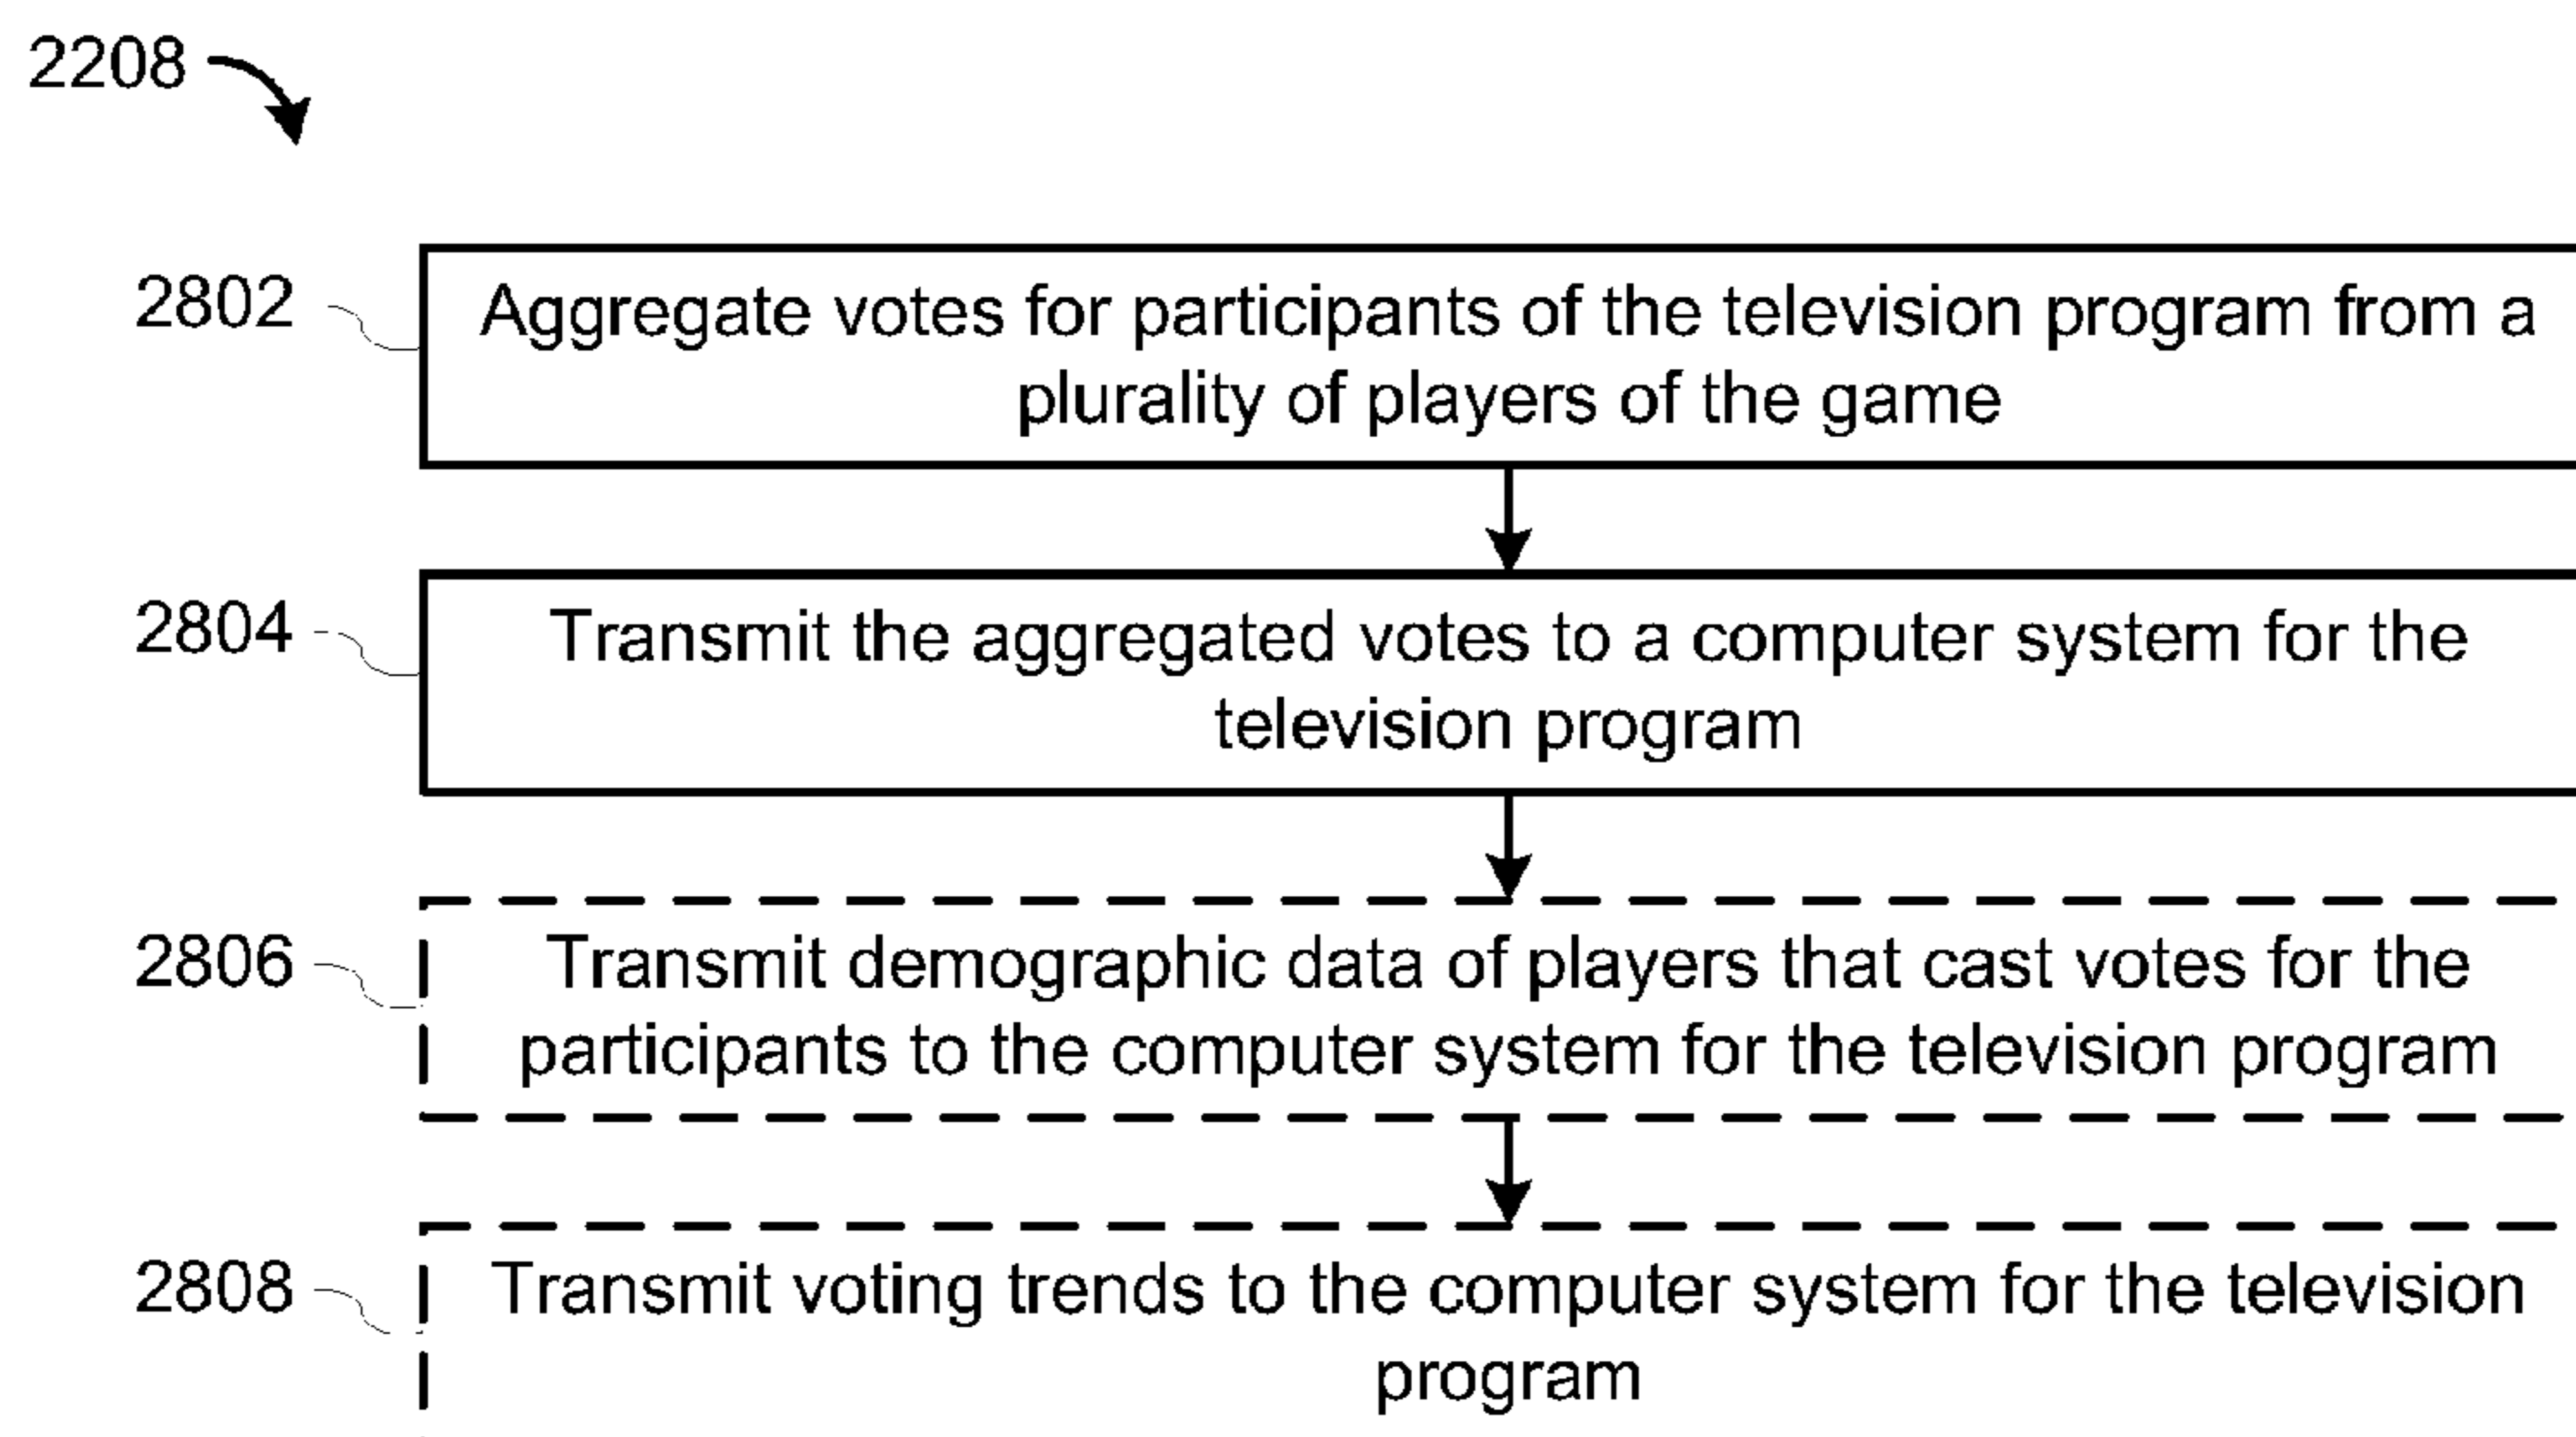 2208
2802
Aggregate votes for participants of the television program from a
plurality of players of the game
2804
Transmit the aggregated votes to a computer system for the
television program
2806
Transmit demographic data of players that cast votes for the
participants to the computer system for the television program
2808
Transmit voting trends to the computer system for the television
program